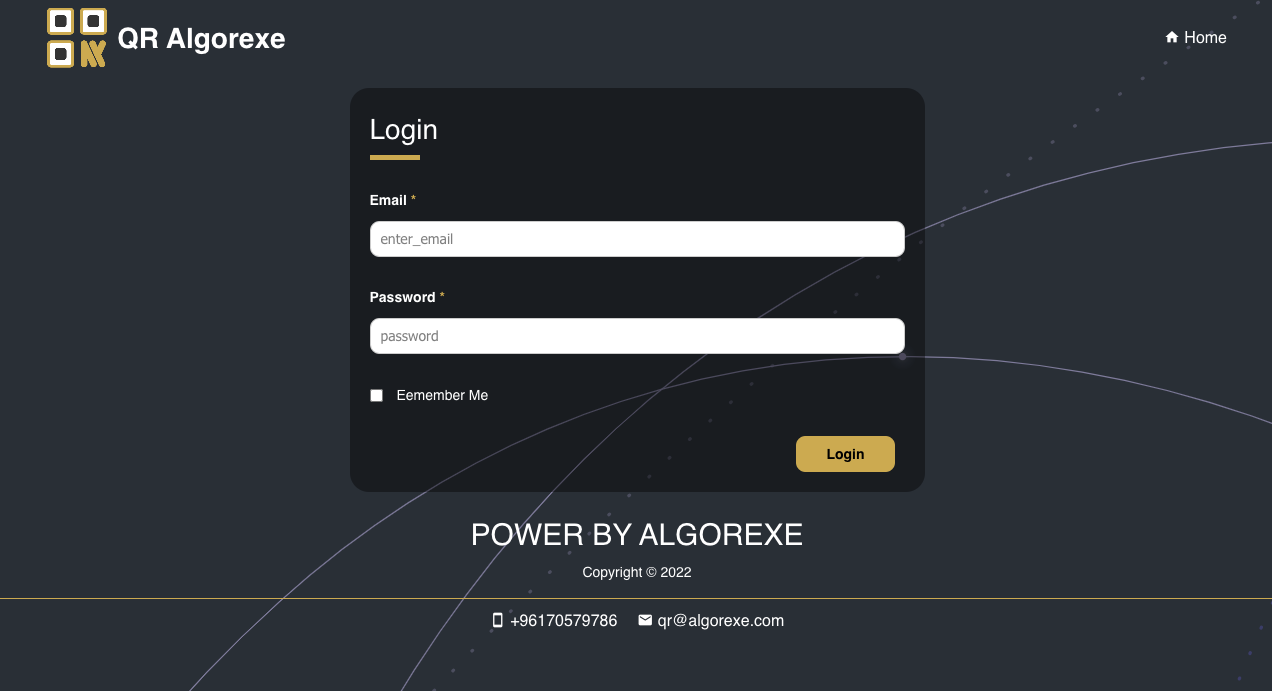 QR Algorexe
Home
Login
Email *
enter_email
Password *
password
Eemember Me
Login
POWER BY ALGOREXE
Copyright © 2022
+96170579786 qr@algorexe.com